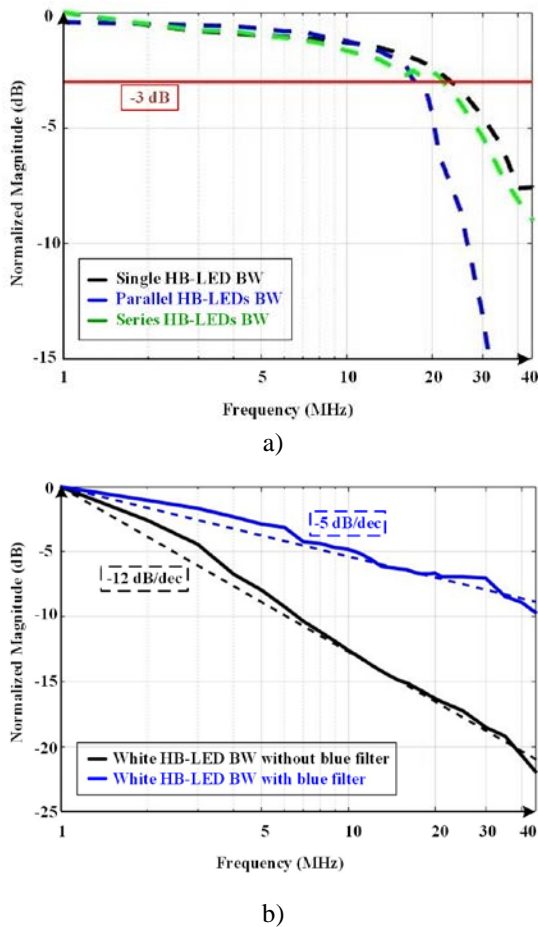 0
-5
-10
-15
Normalized Magnitude (dB)
-3 dB
Single HB-LED BW
Parallel HB-LEDs BW
Series HB-LEDs BW
1
5
10
20
30
40
Frequency (MHz)
a)
0
-5
-10
-15
-20
-25
Normalized Magnitude (dB)
-5 dB/dec
-12 dB/dec
White HB-LED BW without blue filter
White HB-LED BW with blue filter
1
5
10
20
30
40
Frequency (MHz)
b)